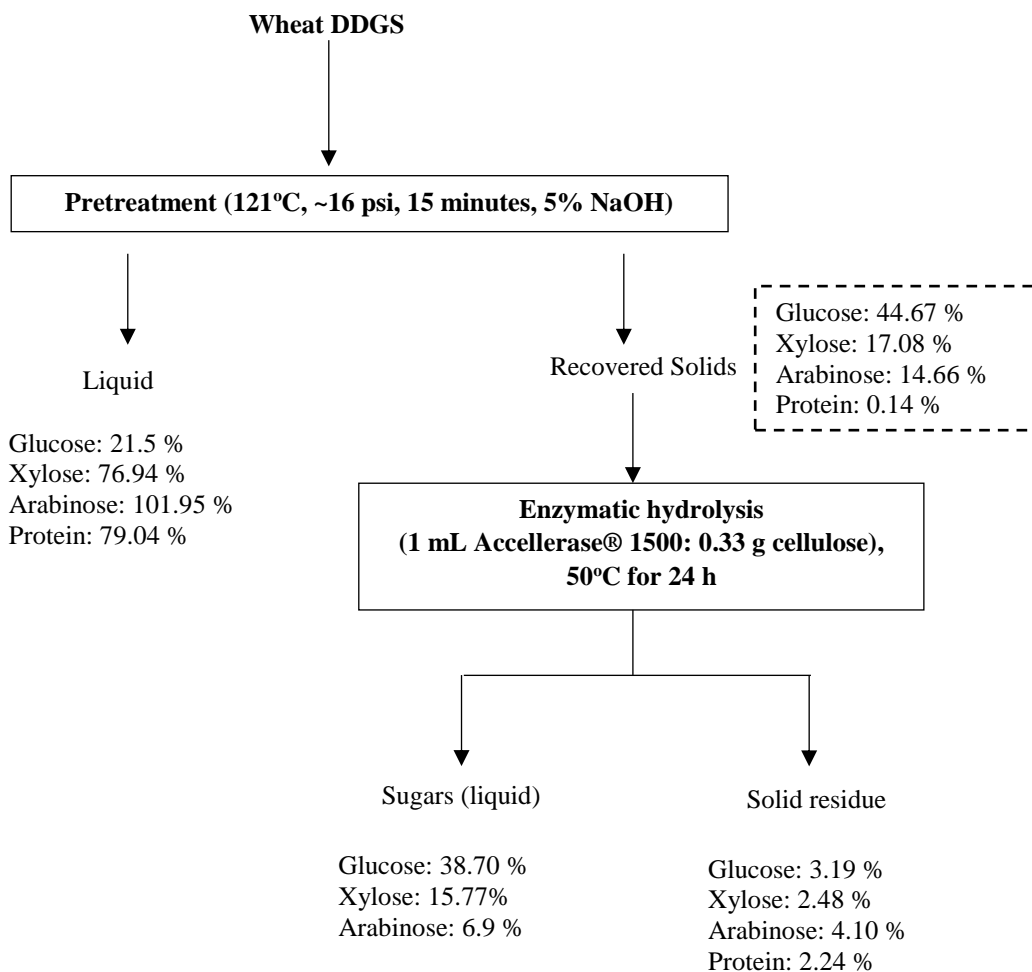 Wheat DDGS
Pretreatment (121ºC, ~16 psi, 15 minutes, 5% NaOH)
Liquid
Glucose: 21.5 %
Xylose: 76.94 %
Arabinose: 101.95 %
Protein: 79.04 %
Recovered Solids
Glucose: 44.67 %
Xylose: 17.08 %
Arabinose: 14.66 %
Protein: 0.14 %
Enzymatic hydrolysis
(1 mL Accellerase® 1500: 0.33 g cellulose),
50ºC for 24 h
Sugars (liquid)
Glucose: 38.70 %
Xylose: 15.77%
Arabinose: 6.9 %
Solid residue
Glucose: 3.19 %
Xylose: 2.48 %
Arabinose: 4.10 %
Protein: 2.24 %